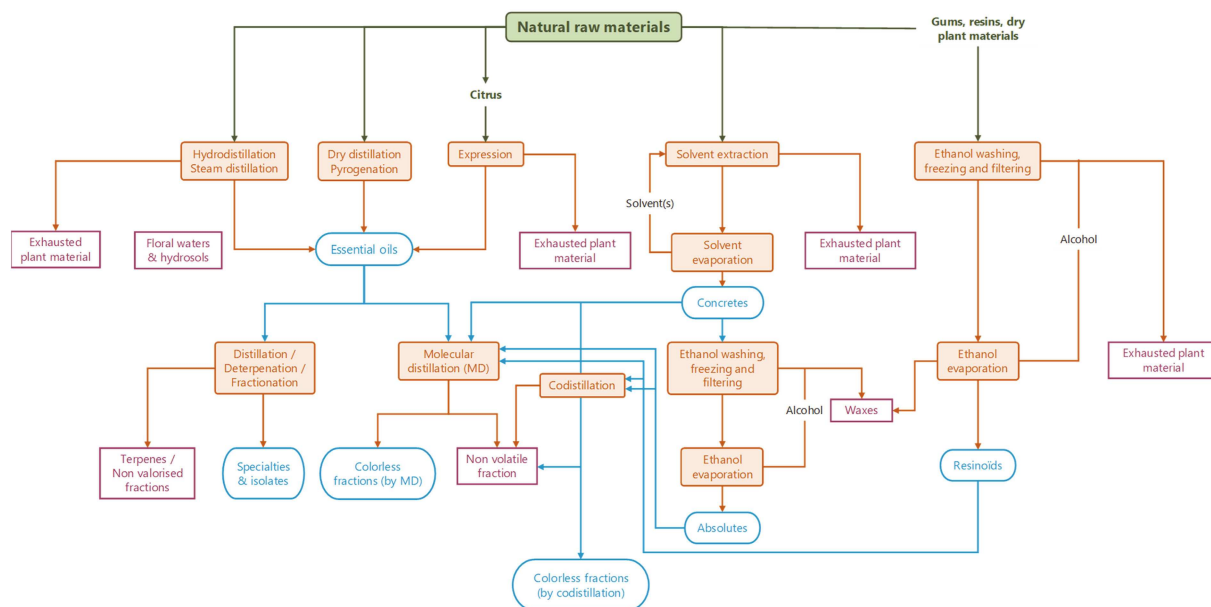 Natural raw materials
Gums, resins, dry
plant materials
Citrus
Hydrodistillation
Steam distillation
Dry distillation
Pyrogenation
Expression
Solvent extraction
Ethanol washing,
freezing and filtering
Solvent(s)
Alcohol
Exhausted
plant material
Floral waters
& hydrosols
Essential oils
Exhausted plant
material
Solvent
evaporation
Exhausted plant
material
Concretes
Distillation /
Deterpenation /
Fractionation
Molecular
distillation (MD)
Codistillation
Ethanol washing,
freezing and
filtering
Ethanol
evaporation
Exhausted plant
material
Alcohol
Waxes
Terpenes /
Non valorised
fractions
Specialties
& isolates
Colorless
fractions (by MD)
Non volatile
fraction
Ethanol
evaporation
Resinoïds
Absolutes
Colorless fractions
(by codistillation)